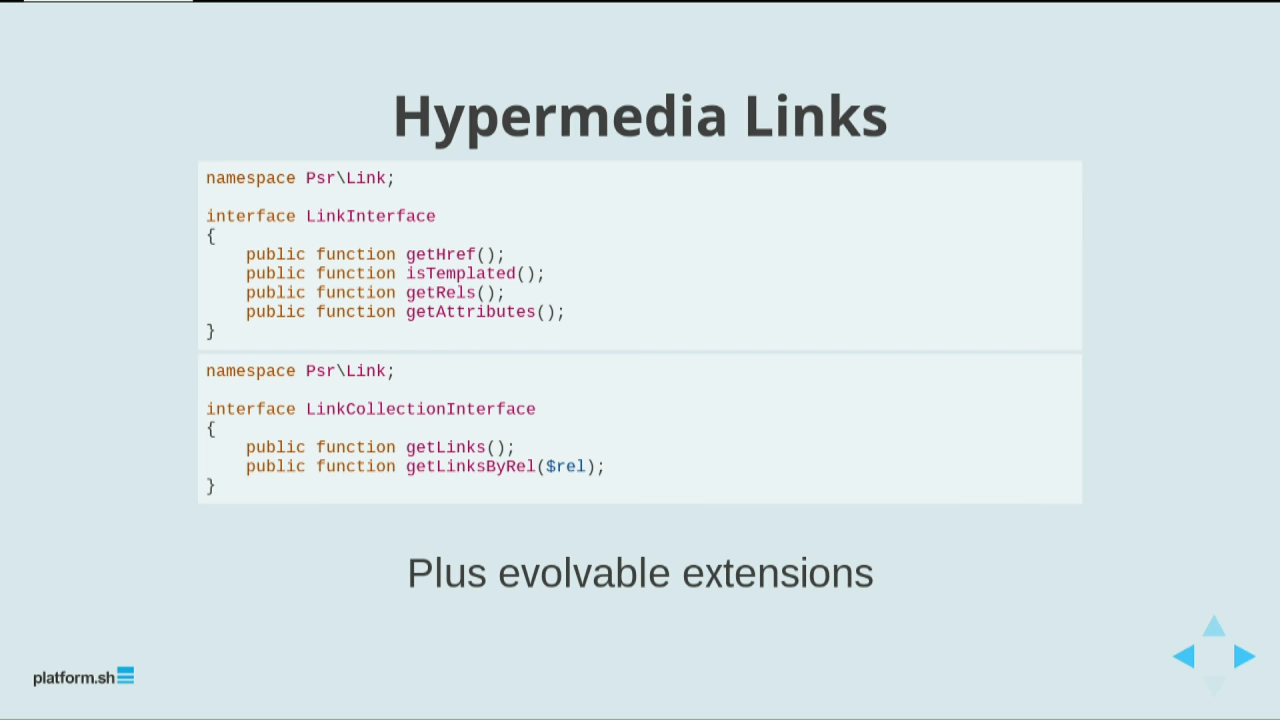 Hypermedia Links
namespace Psr\Link;
interface LinkInterface
{
    public function getHref();
    public function isTemplated();
    public function getRels();
    public function getAttributes();
}
namespace Psr\Link;
interface LinkCollectionInterface
{
    public function getLinks();
    public function getLinksByRel($rel);
}
Plus evolvable extensions
platform.sh